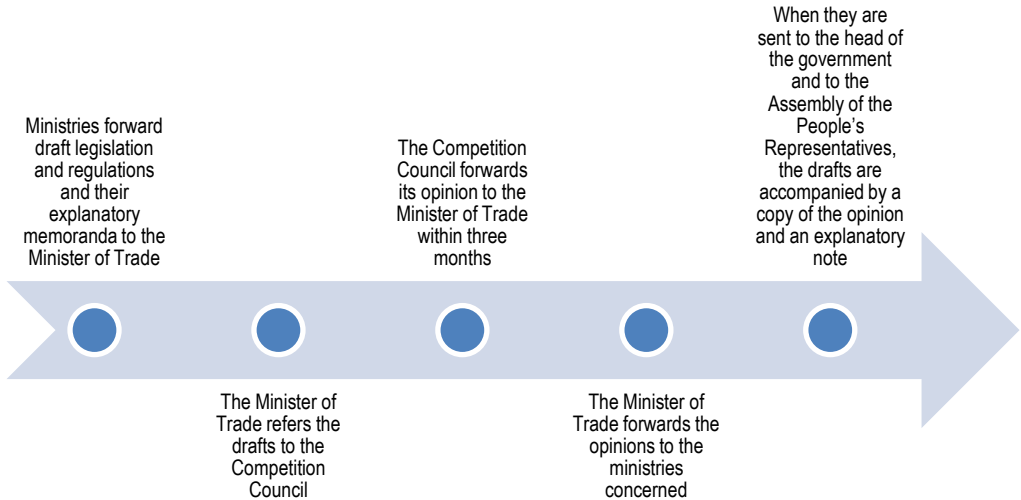 Ministries forward
draft legislation
and regulations
and their
explanatory
memoranda to the
Minister of Trade
The Minister of
Trade refers the
drafts to the
Competition
Council
The Competition
Council forwards
its opinion to the
Minister of Trade
within three
months
The Minister of
Trade forwards the
opinions to the
ministries
concerned
When they are
sent to the head of
the government
and to the
Assembly of the
People's
Representatives,
the drafts are
accompanied by a
copy of the opinion
and an explanatory
note